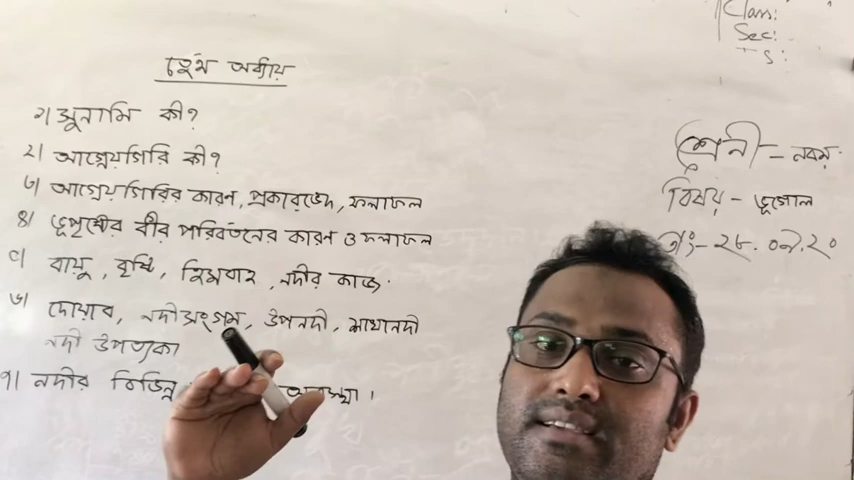 Class:
Sec:
চতুর্থ অধ্যায়
১। সুনামি কী?
২। আগ্নেয়গিরি কী?
৩। আগ্নেয়গিরির কারণ, প্রকারভেদ, ফলাফল
৪। ভূপৃষ্ঠের ধীর পরিবর্তনের কারণ ও ফলাফল
৫। বায়ু, বৃষ্টি, হিমবাহ, নদীর কাজ
৬। দোয়াব, নদীসংগম, উপনদী, শাখানদী
নদী উপত্যকা
৭। নদীর বিভিন্ন অবস্থা।
শ্রেনী - নবম
বিষয় - ভূগোল
তাং- ২৮.০৯.২০